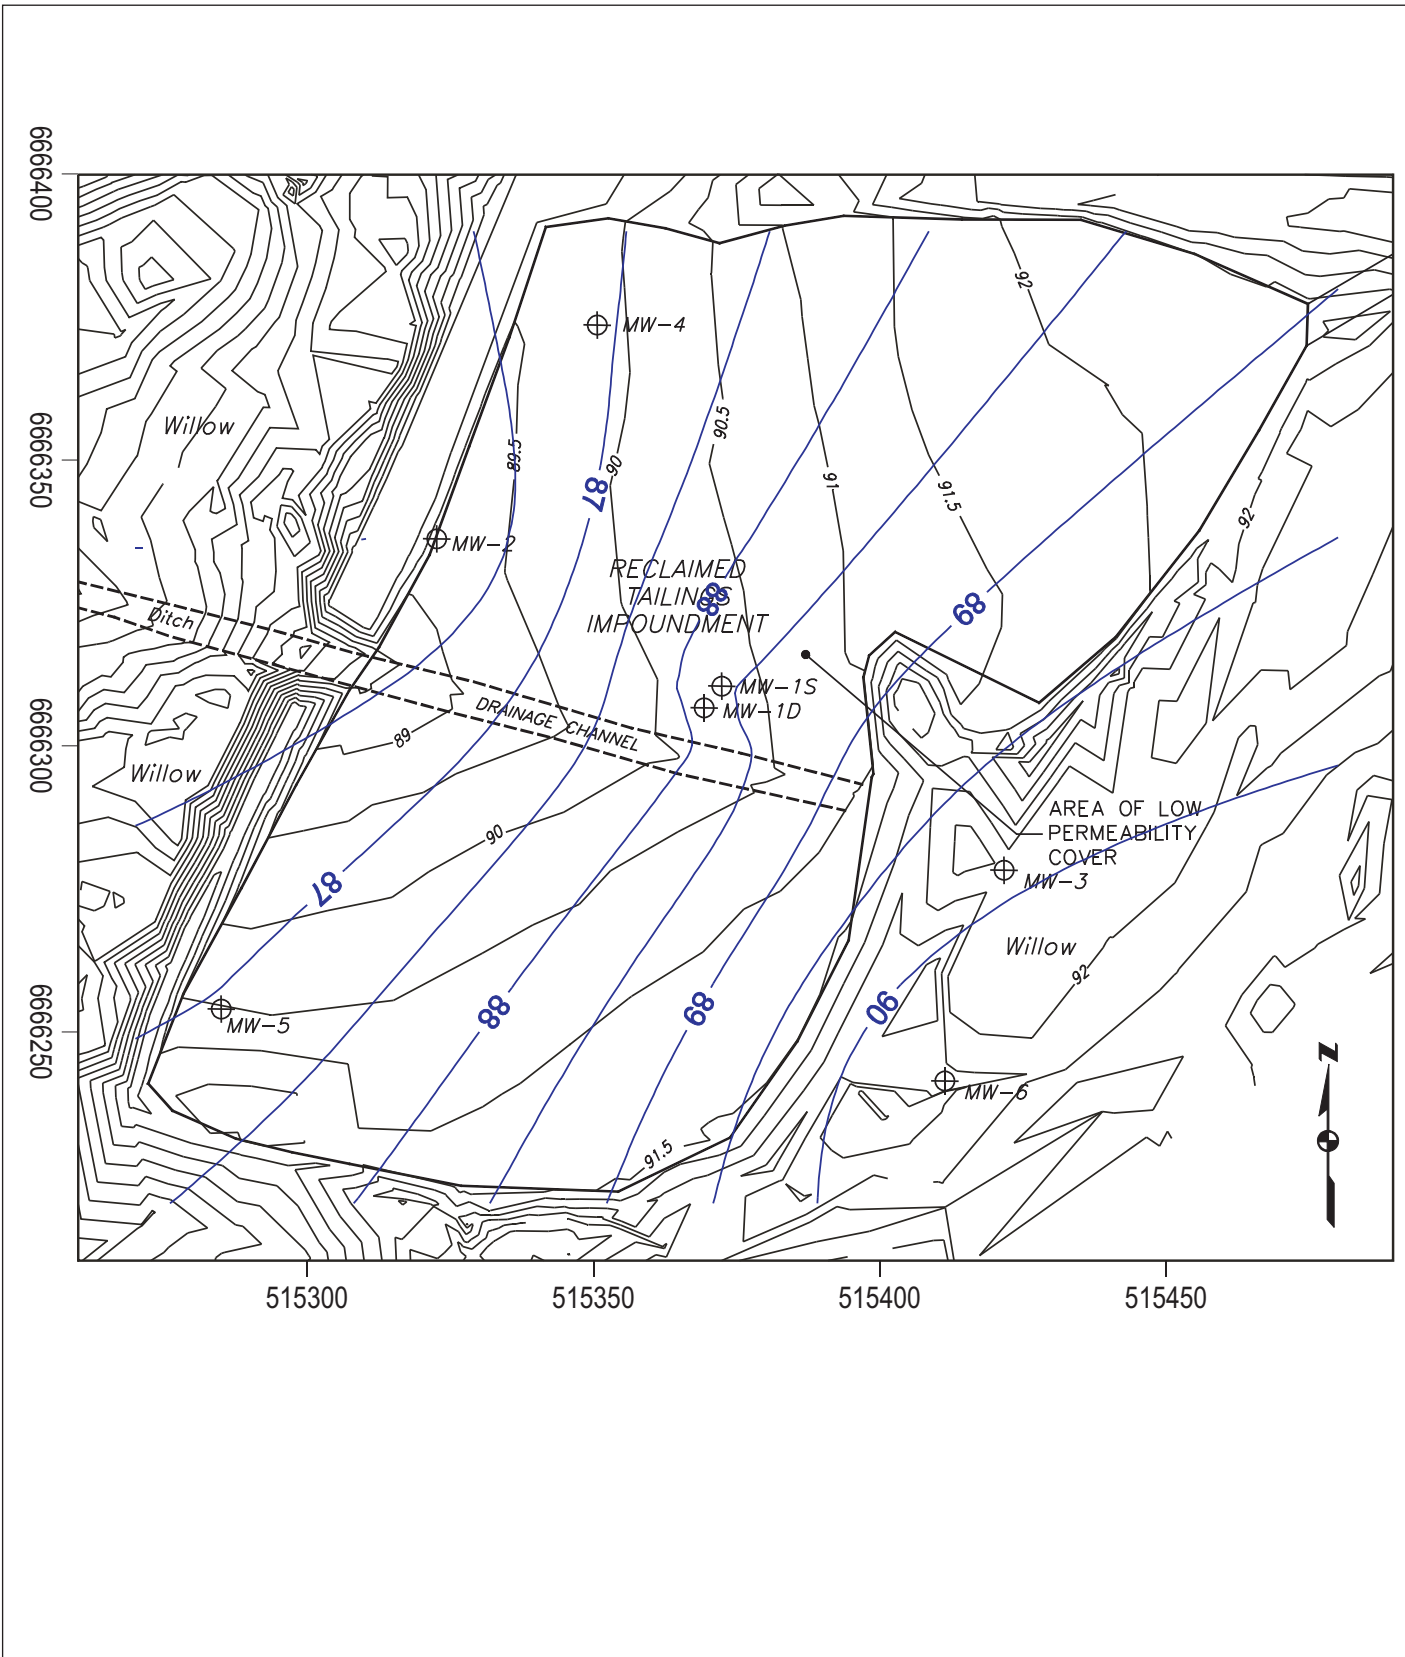 6666400
6666350
6666300
6666250
92
MW-4
90.5
Willow
89.5
90
91
91.5
87
92
MW-2
RECLAIMED
TAILINGS
IMPOUNDMENT
88
89
Ditch
MW-1S
MW-1D
DRAINAGE CHANNEL
89
Willow
AREA OF LOW
PERMEABILITY
COVER
90
MW-3
87
Willow
92
88
89
90
MW-5
N
MW-6
91.5
515300
515350
515400
515450